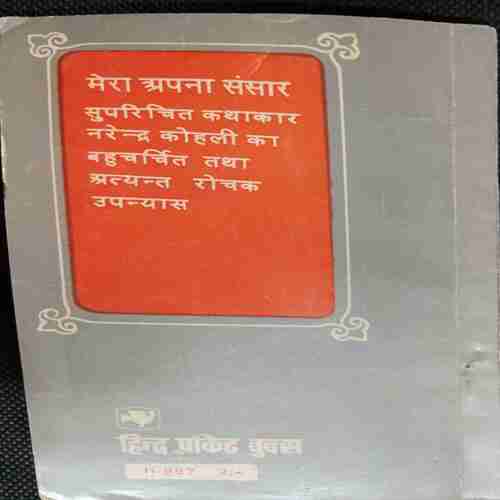 मेरा अपना संसार
सुपरिचित कथाकार
नरेन्द्र कोहली का
बहुचर्चित तथा
अत्यन्त रोचक
उपन्यास
हिन्द पॉकेट बुक्स